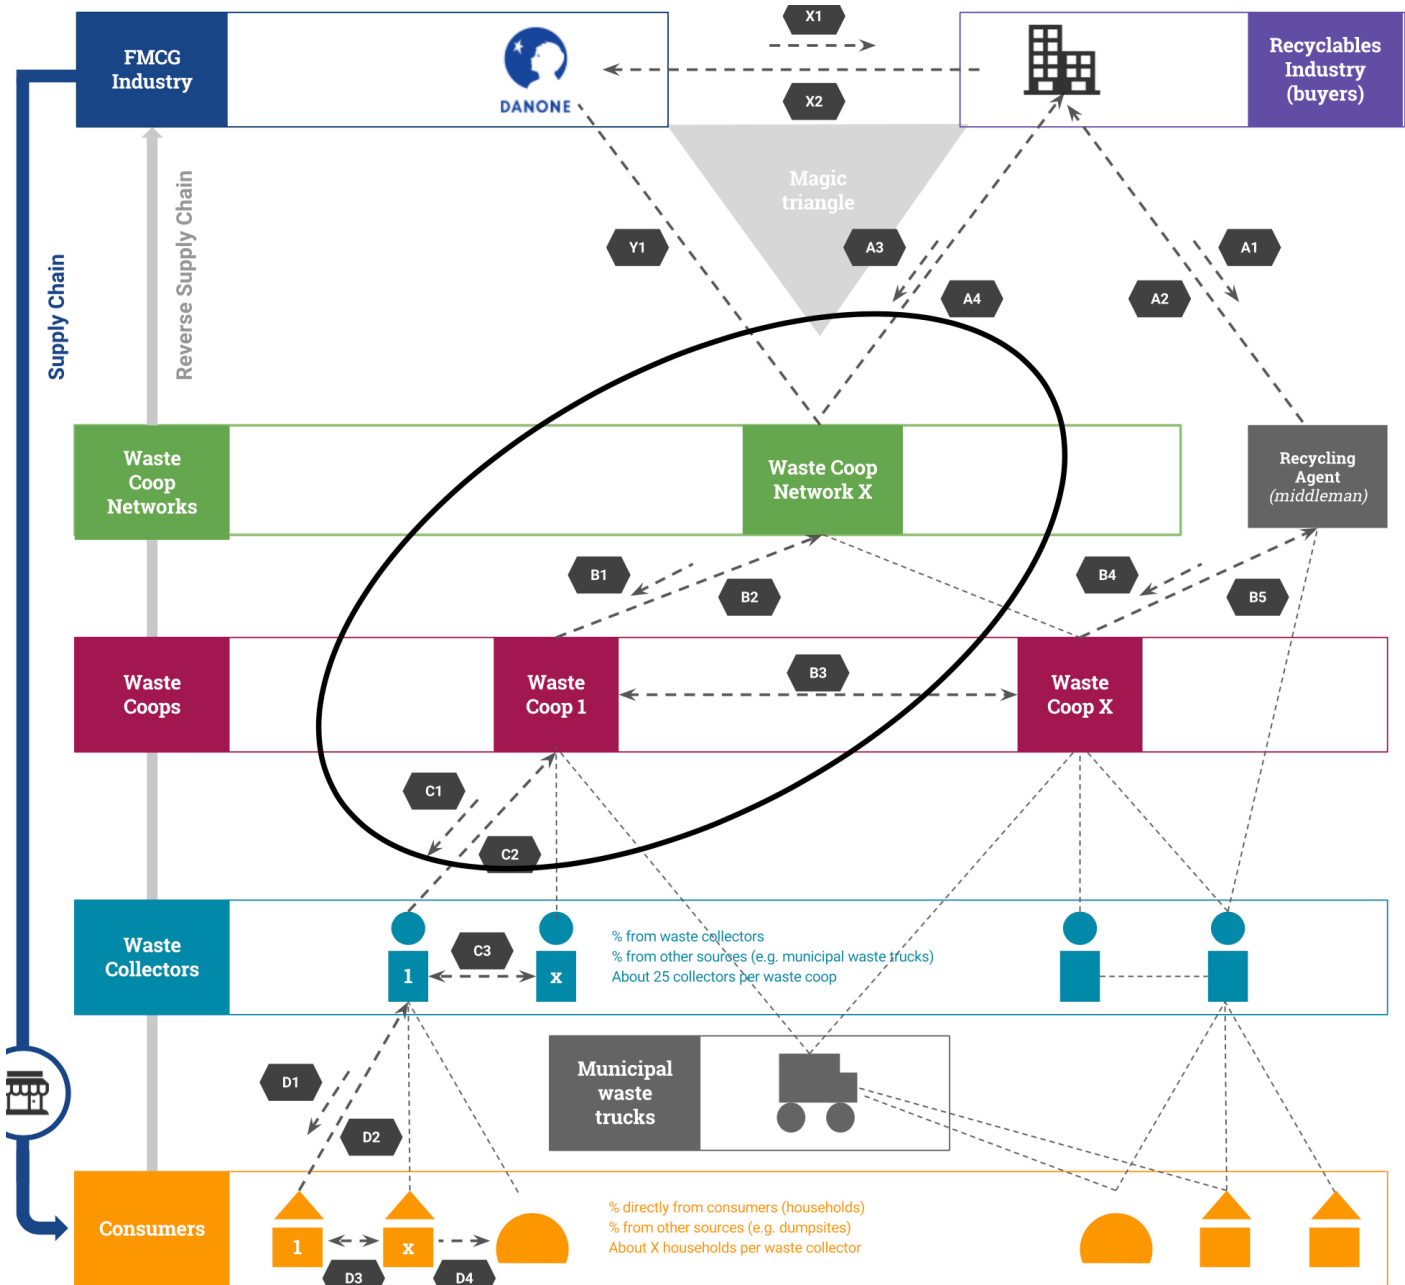 X1
FMCG
Industry
DANONE
Recyclables
Industry
(buyers)
X2
Magic
triangle
Supply Chain
Reverse Supply Chain
Y1
A3
A1
A4
A2
Waste
Coop
Networks
Waste Coop
Network X
Recycling
Agent
(middleman)
B1
B2
B4
B5
Waste
Coops
Waste
Coop 1
B3
Waste
Coop X
C1
C2
Waste
Collectors
1
C3
x
% from waste collectors
% from other sources (e.g. municipal waste trucks)
About 25 collectors per waste coop
Municipal
waste
trucks
D1
D2
Consumers
1
x
% directly from consumers (households)
% from other sources (e.g. dumpsites)
About X households per waste collector
D3
D4